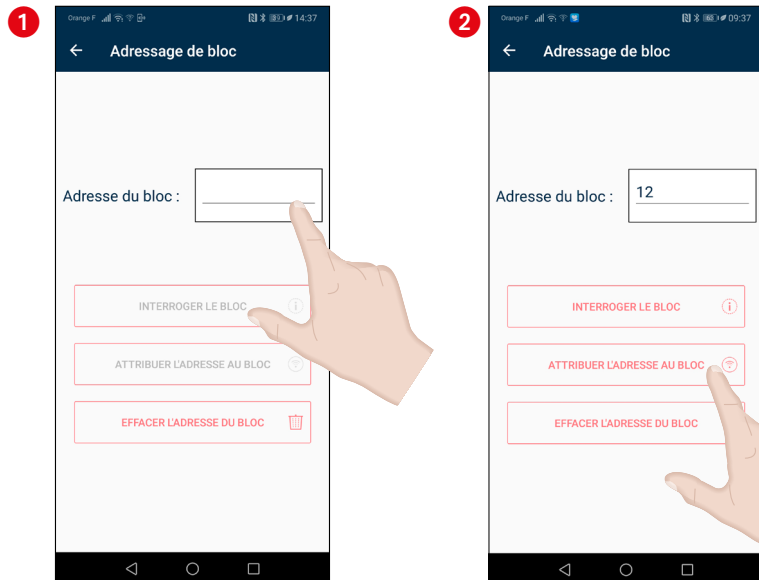 1
Orange F 89 14:37
Adressage de bloc
Adresse du bloc :
INTERROGER LE BLOC
ATTRIBUER L'ADRESSE AU BLOC
EFFACER L'ADRESSE DU BLOC
2
Orange F 60 09:37
Adressage de bloc
Adresse du bloc : 12
INTERROGER LE BLOC
ATTRIBUER L'ADRESSE AU BLOC
EFFACER L'ADRESSE DU BLOC